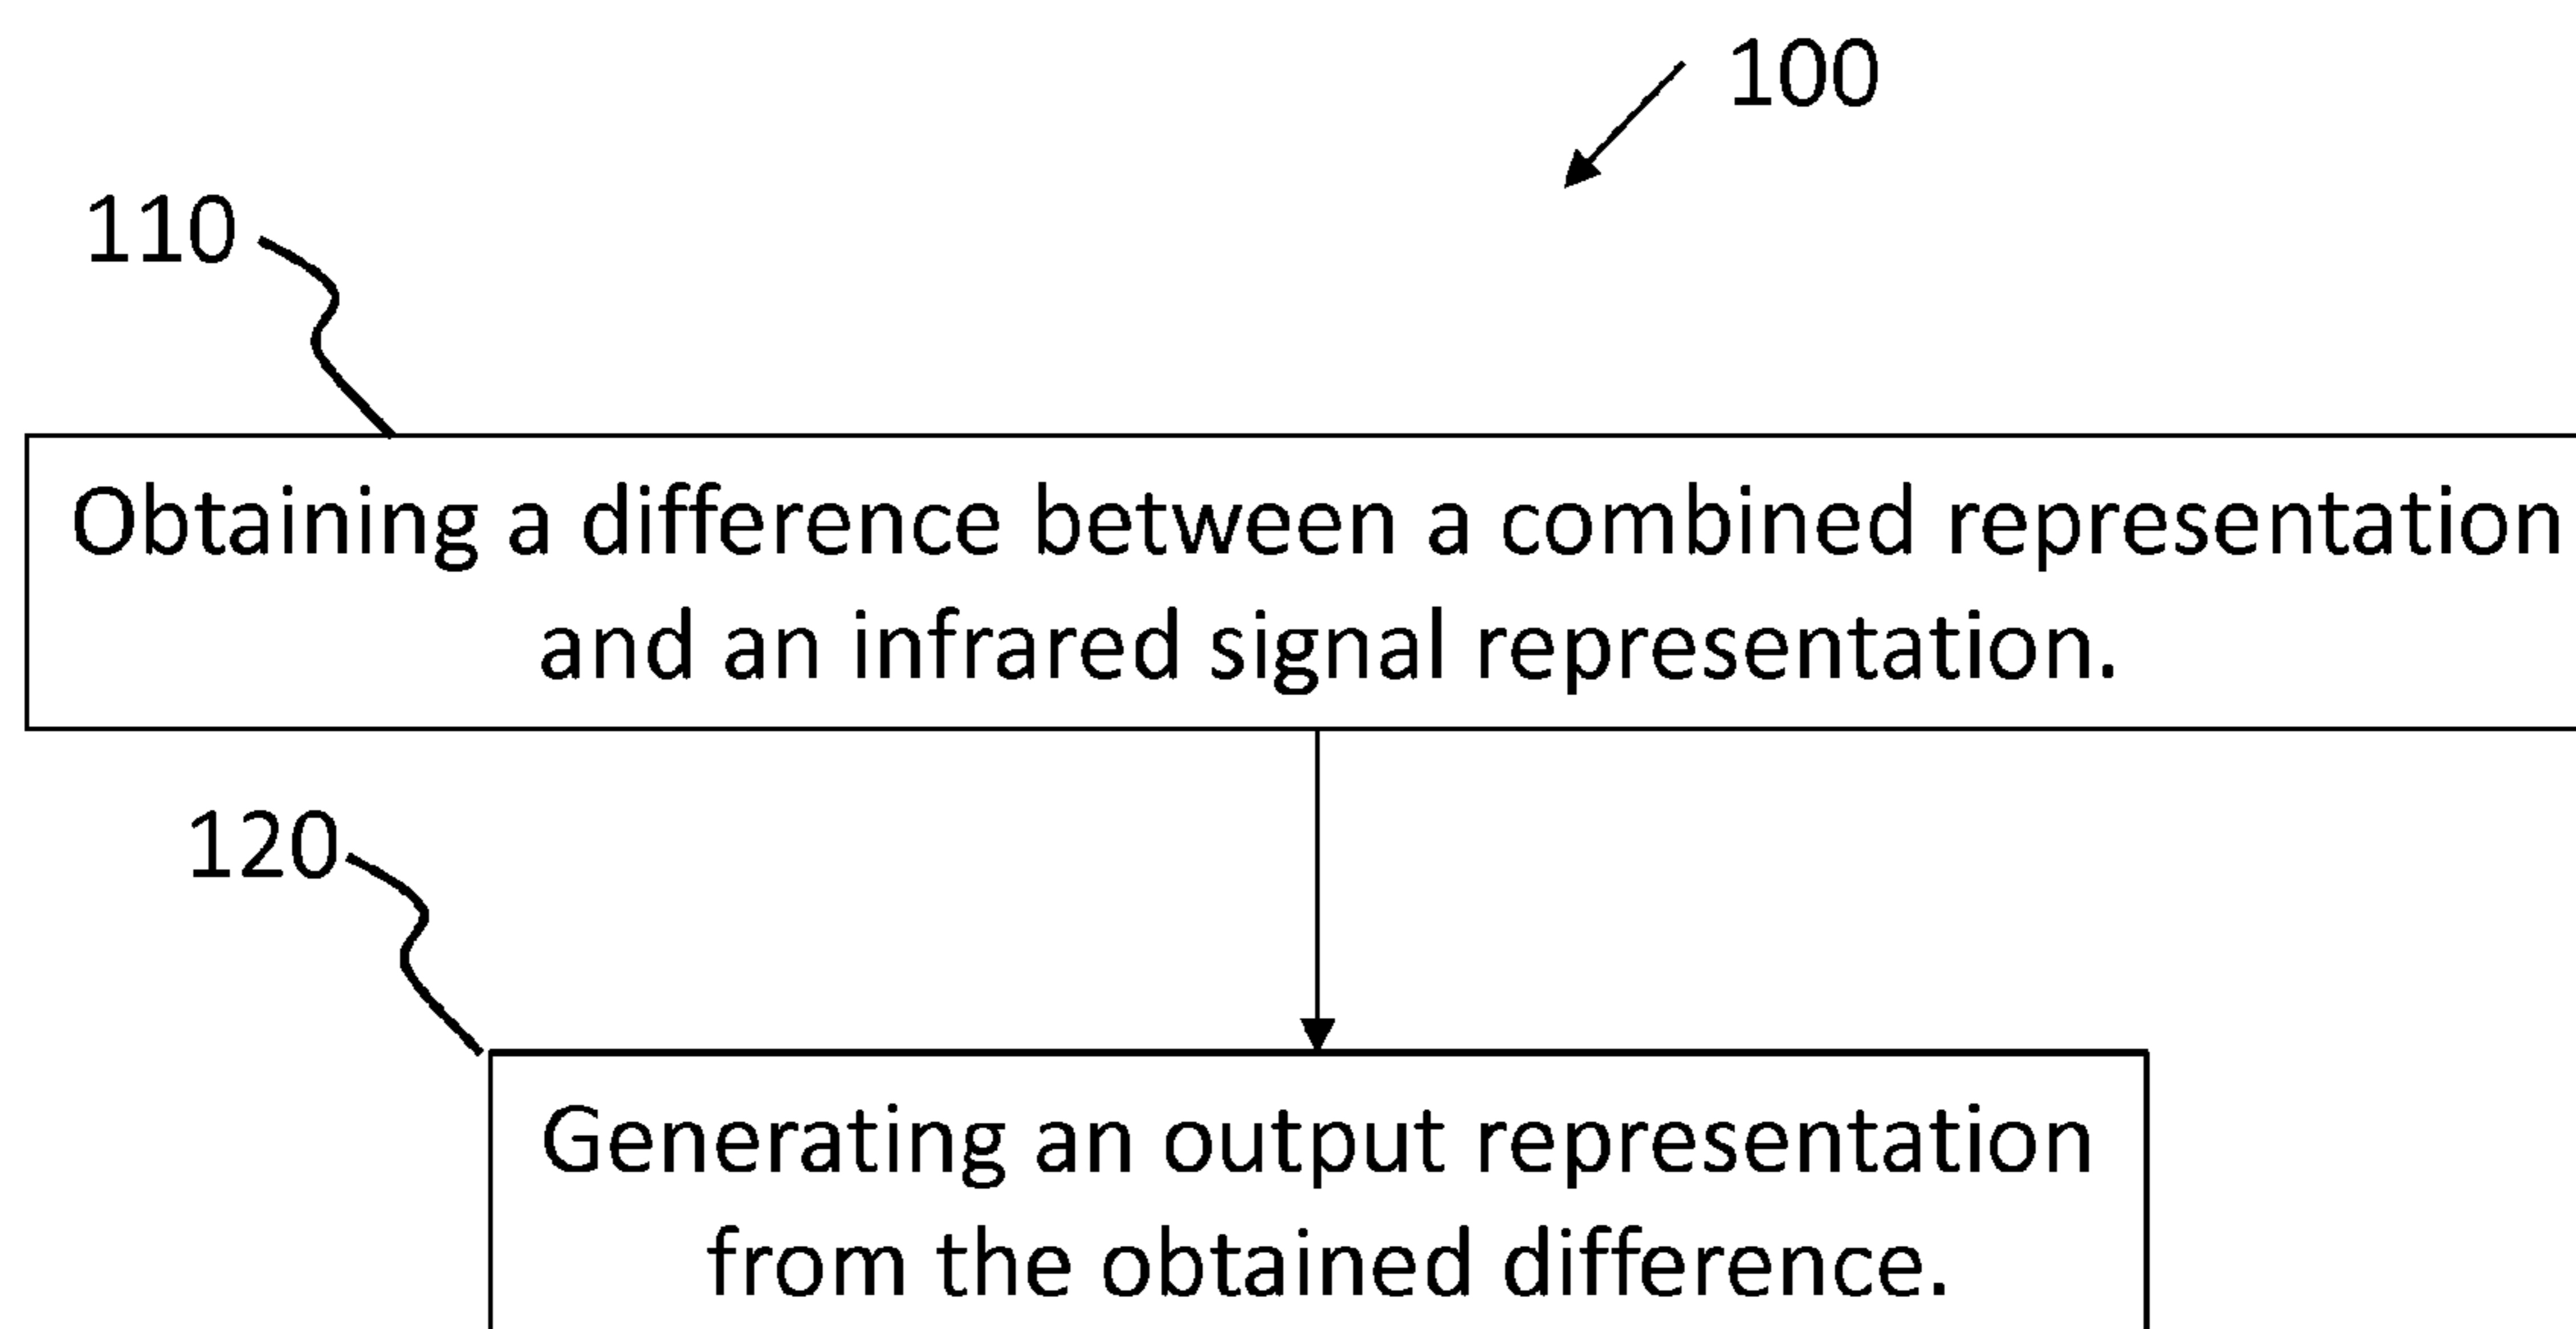 100
110
Obtaining a difference between a combined representation
and an infrared signal representation.
120
Generating an output representation
from the obtained difference.